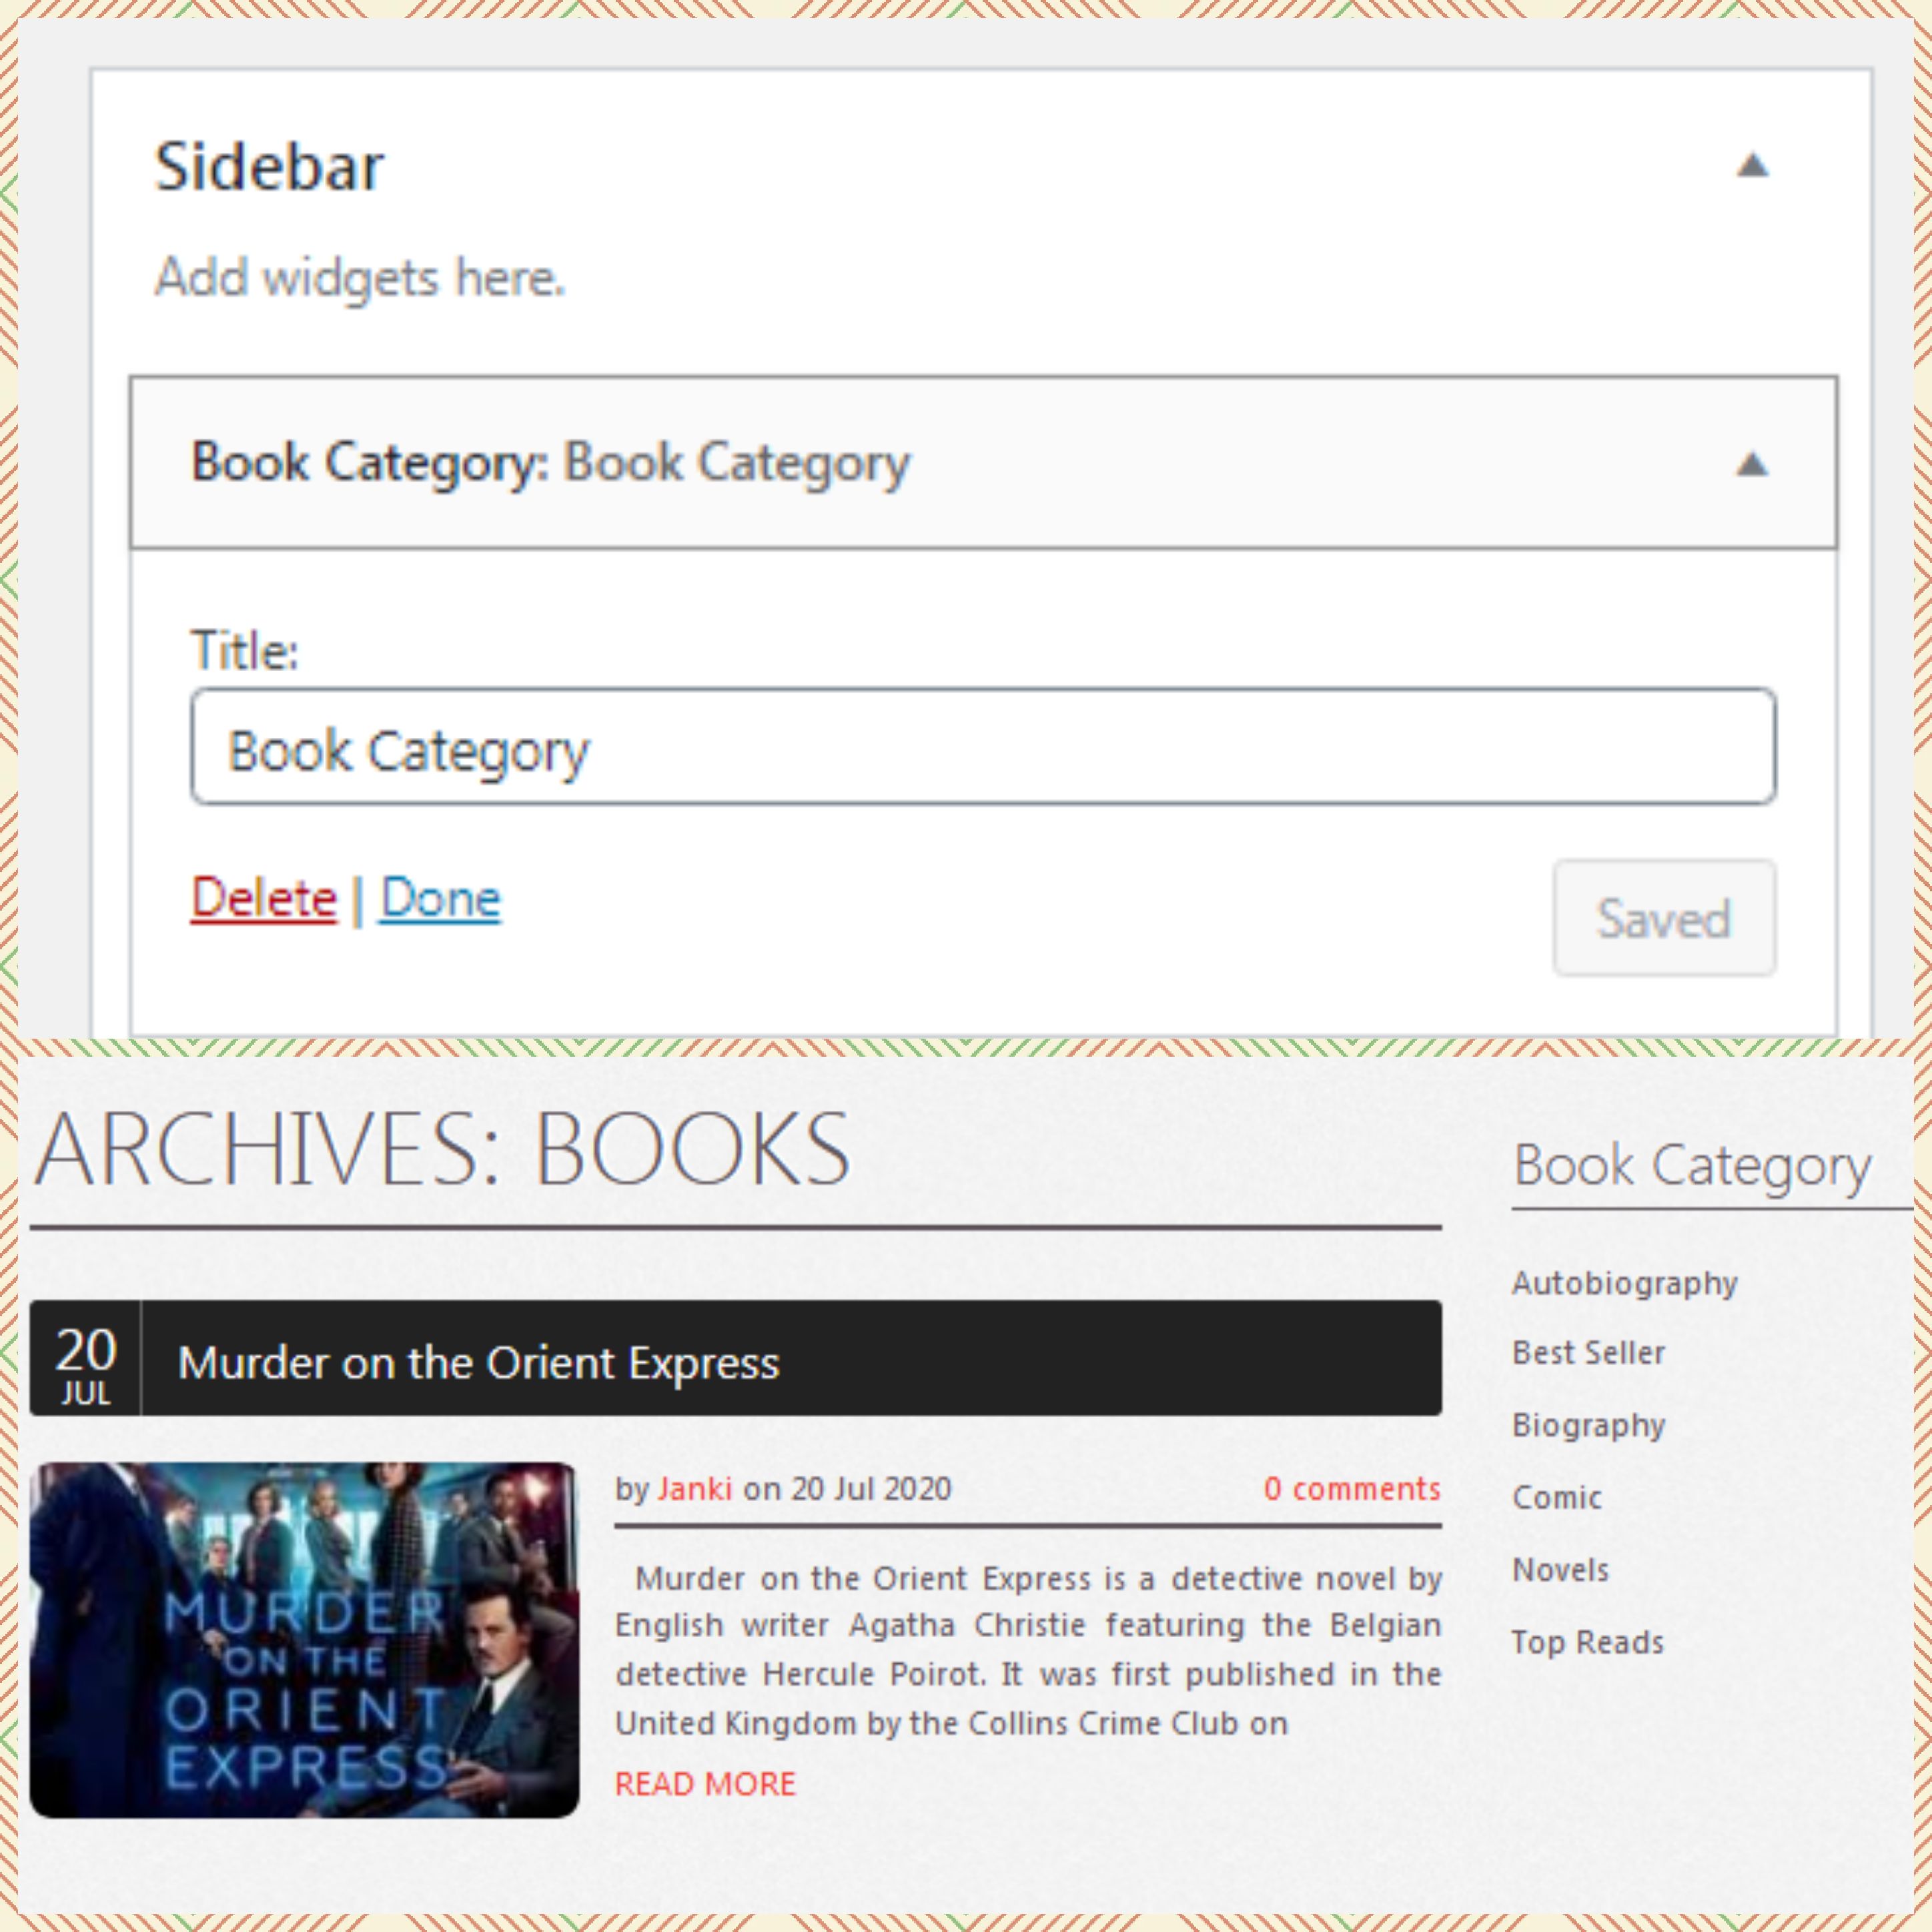 Sidebar
Add widgets here.
Book Category: Book Category
Title:
Book Category
Delete | Done
Saved
ARCHIVES: BOOKS
20
JUL
Murder on the Orient Express
MURDER
ON THE
ORIENT
EXPRESS
by Janki on 20 Jul 2020
0 comments
Murder on the Orient Express is a detective novel by
English writer Agatha Christie featuring the Belgian
detective Hercule Poirot. It was first published in the
United Kingdom by the Collins Crime Club on
READ MORE
Book Category
Autobiography
Best Seller
Biography
Comic
Novels
Top Reads